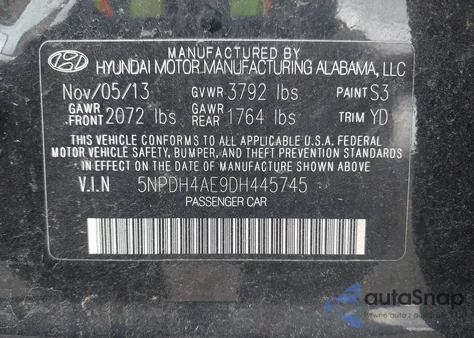 MANUFACTURED BY
HYUNDAI MOTOR MANUFACTURING ALABAMA, LLC
Nov/05/13 GVWR 3792 lbs PAINT S3
GAWR FRONT 2072 lbs GAWR REAR 1764 lbs TRIM YD
THIS VEHICLE CONFORMS TO ALL APPLICABLE U.S.A. FEDERAL
MOTOR VEHICLE SAFETY, BUMPER, AND THEFT PREVENTION STANDARDS
IN EFFECT ON THE DATE OF MANUFACTURE SHOWN ABOVE.
V.I.N 5NPDH4AE9DH445745
PASSENGER CAR
autoSnap